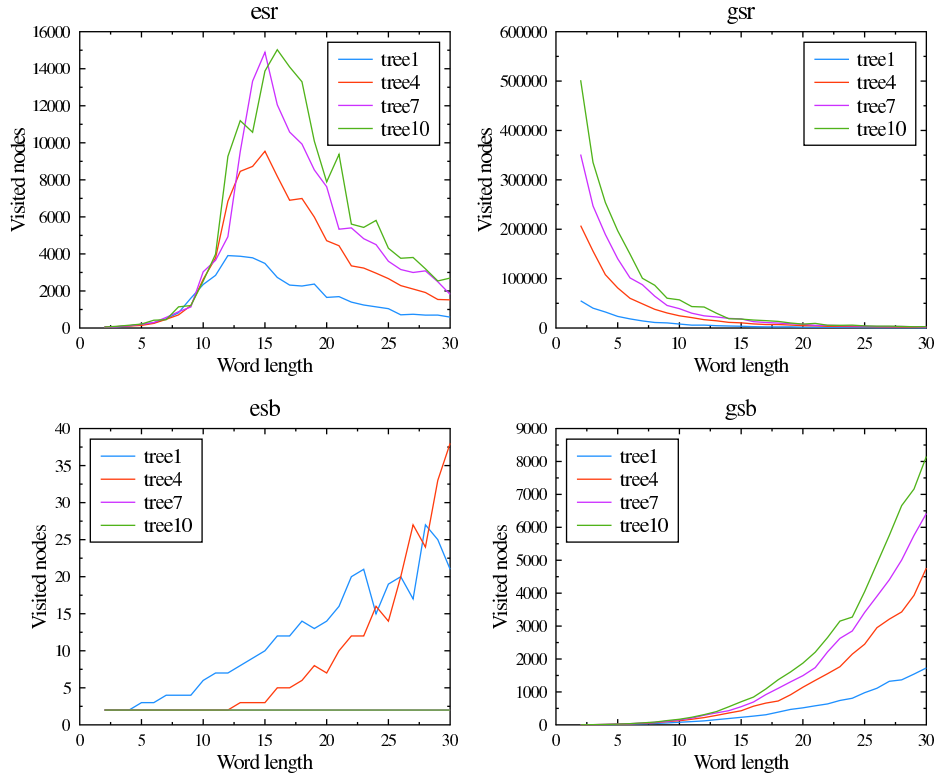 esr
16000
14000
12000
10000
8000
6000
4000
2000
0
Visited nodes
tree1
tree4
tree7
tree10
0 5 10 15 20 25 30
Word length
gsr
600000
500000
400000
300000
200000
100000
0
Visited nodes
tree1
tree4
tree7
tree10
0 5 10 15 20 25 30
Word length
esb
40
35
30
25
20
15
10
5
0
Visited nodes
tree1
tree4
tree7
tree10
0 5 10 15 20 25 30
Word length
gsb
9000
8000
7000
6000
5000
4000
3000
2000
1000
0
Visited nodes
tree1
tree4
tree7
tree10
0 5 10 15 20 25 30
Word length